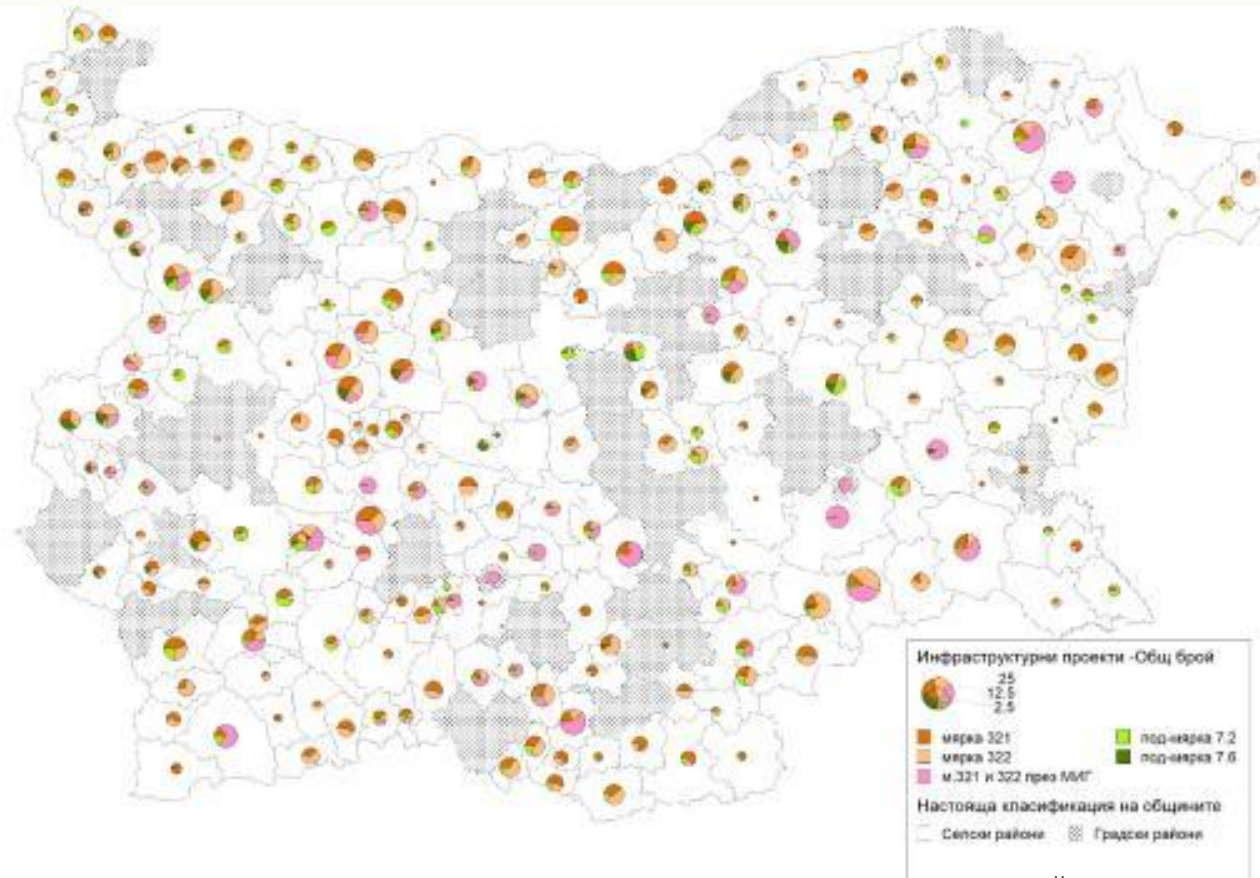 Инфраструктурни проекти -Общ брой
25
12.5
2.5
мярка 321
мярка 322
м.321 и 322 през МИГ
под-мярка 7.2
под-мярка 7.6
Настояща класификация на общините
Селски райони
Градски райони